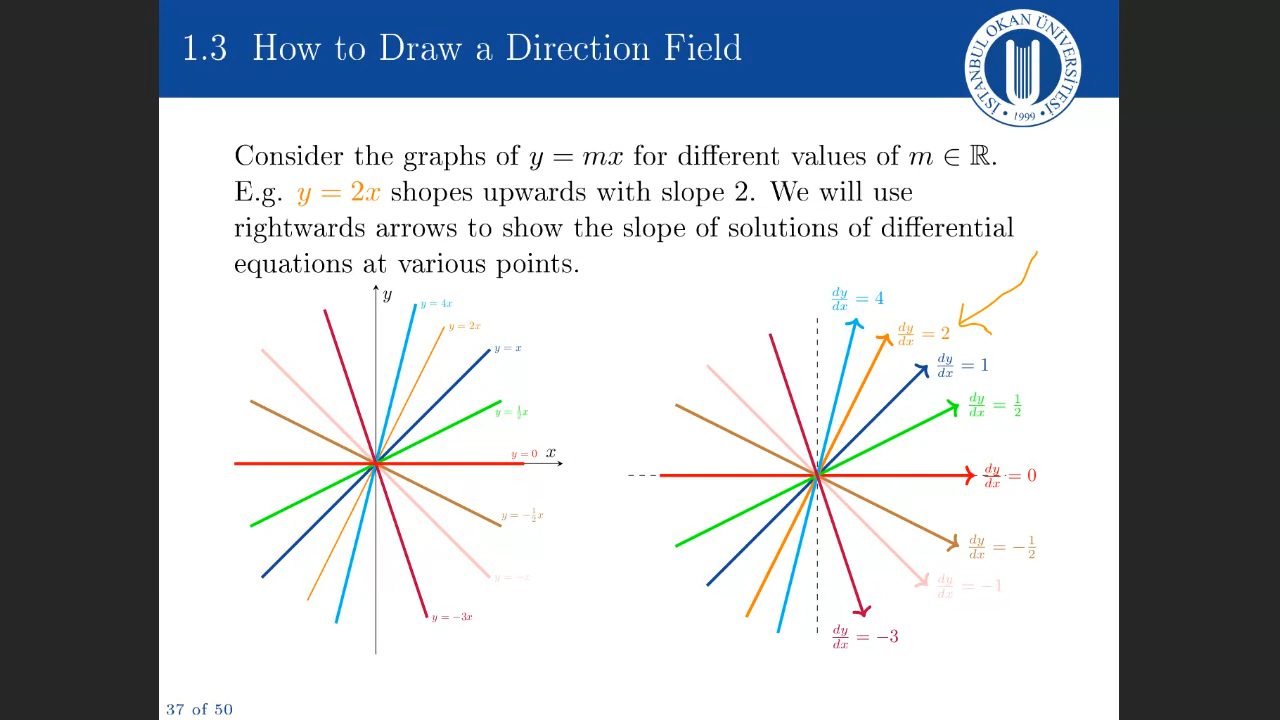 1.3 How to Draw a Direction Field
İSTANBUL OKAN ÜNİVERSİTESİ
• 1999 •
Consider the graphs of y = mx for different values of m ∈ ℝ.
E.g. y = 2x shopes upwards with slope 2. We will use
rightwards arrows to show the slope of solutions of differential
equations at various points.
y
y = 4x
y = 2x
y = x
y = 1/2 x
y = 0
x
y = −1/2 x
y = −x
y = −3x
dy/dx = 4
dy/dx = 2
dy/dx = 1
dy/dx = 1/2
dy/dx = 0
dy/dx = −1/2
dy/dx = −1
dy/dx = −3
37 of 50